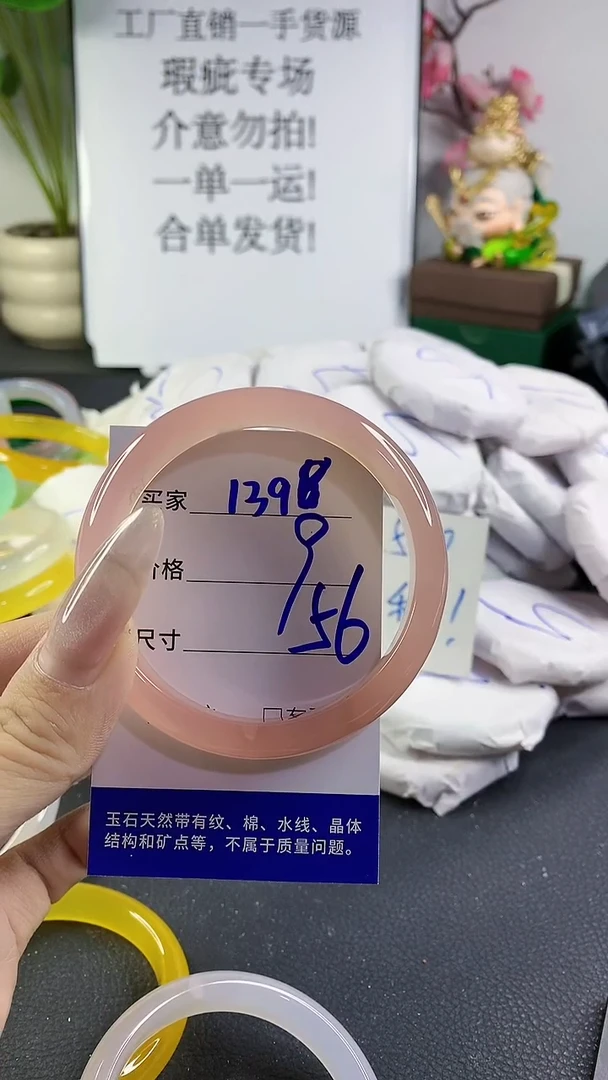 工厂直销一手货源
瑕疵专场
介意勿拍!
一单一运!
合单发货!
买家 1398
价格 9
尺寸 56
玉石天然带有纹、棉、水线、晶体
结构和矿点等，不属于质量问题。